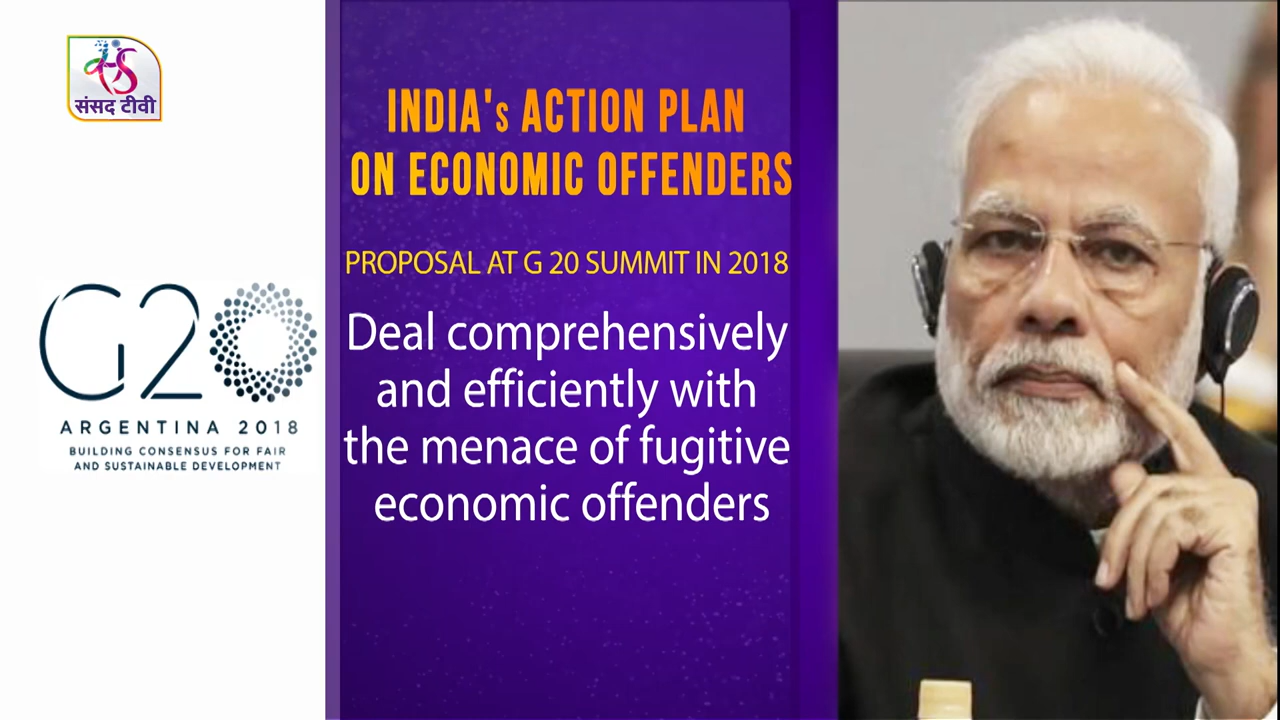 संसद टीवी
INDIA's ACTION PLAN
ON ECONOMIC OFFENDERS
PROPOSAL AT G 20 SUMMIT IN 2018
Deal comprehensively
and efficiently with
the menace of fugitive
economic offenders
G20
ARGENTINA 2018
BUILDING CONSENSUS FOR FAIR
AND SUSTAINABLE DEVELOPMENT